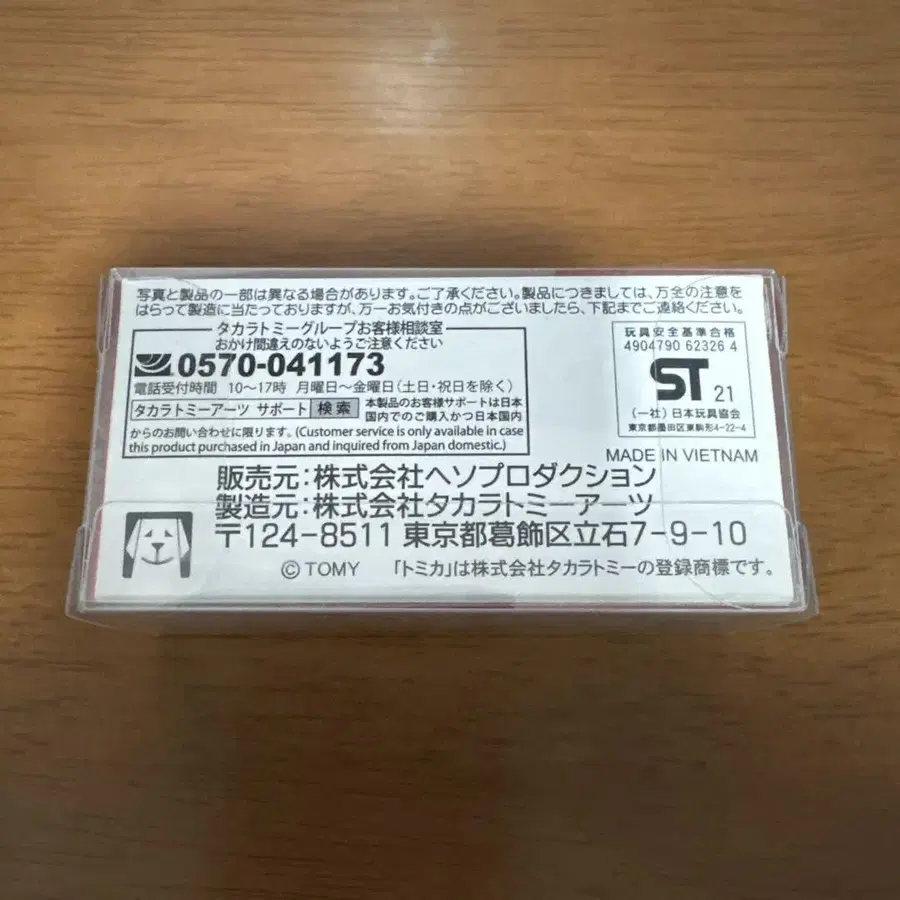 写真と製品の一部は異なる場合があります。ご了承ください。製品につきましては、万全の注意を
はらって製造に当たっておりますが、万一お気付きの点がございましたら、下記までご連絡ください。
タカラトミーグループお客様相談室
おかけ間違えのないようご注意ください
0570-041173
電話受付時間 10〜17時 月曜日〜金曜日(土日・祝日を除く)
タカラトミーアーツ サポート 検索 本製品のお客様サポートは日本
国内でのご購入かつ日本国内
からのお問い合わせに限ります。(Customer service is only available in case
this product purchased in Japan and inquired from Japan domestic.)
玩具安全基準合格
4904790 62326 4
ST 21
(一社)日本玩具協会
東京都墨田区東駒形4-22-4
MADE IN VIETNAM
販売元:株式会社ヘソプロダクション
製造元:株式会社タカラトミーアーツ
〒124-8511 東京都葛飾区立石7-9-10
© TOMY 「トミカ」は株式会社タカラトミーの登録商標です。